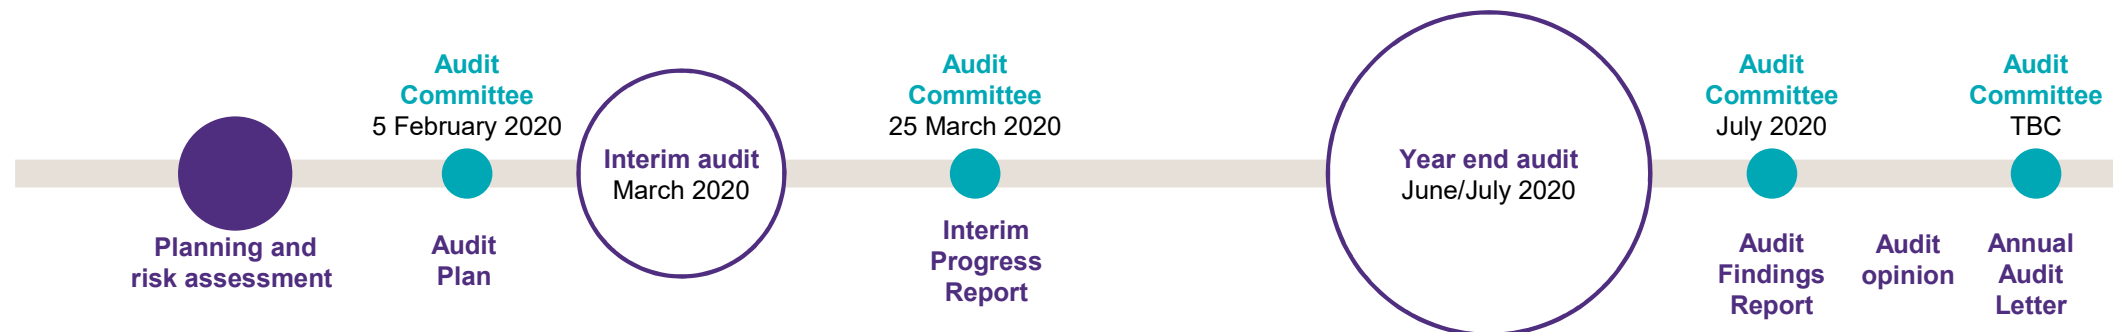 Planning and
risk assessment
Audit
Committee
5 February 2020
Audit
Plan
Interim audit
March 2020
Audit
Committee
25 March 2020
Interim
Progress
Report
Year end audit
June/July 2020
Audit
Committee
July 2020
Audit
Findings
Report
Audit
opinion
Audit
Committee
TBC
Annual
Audit
Letter